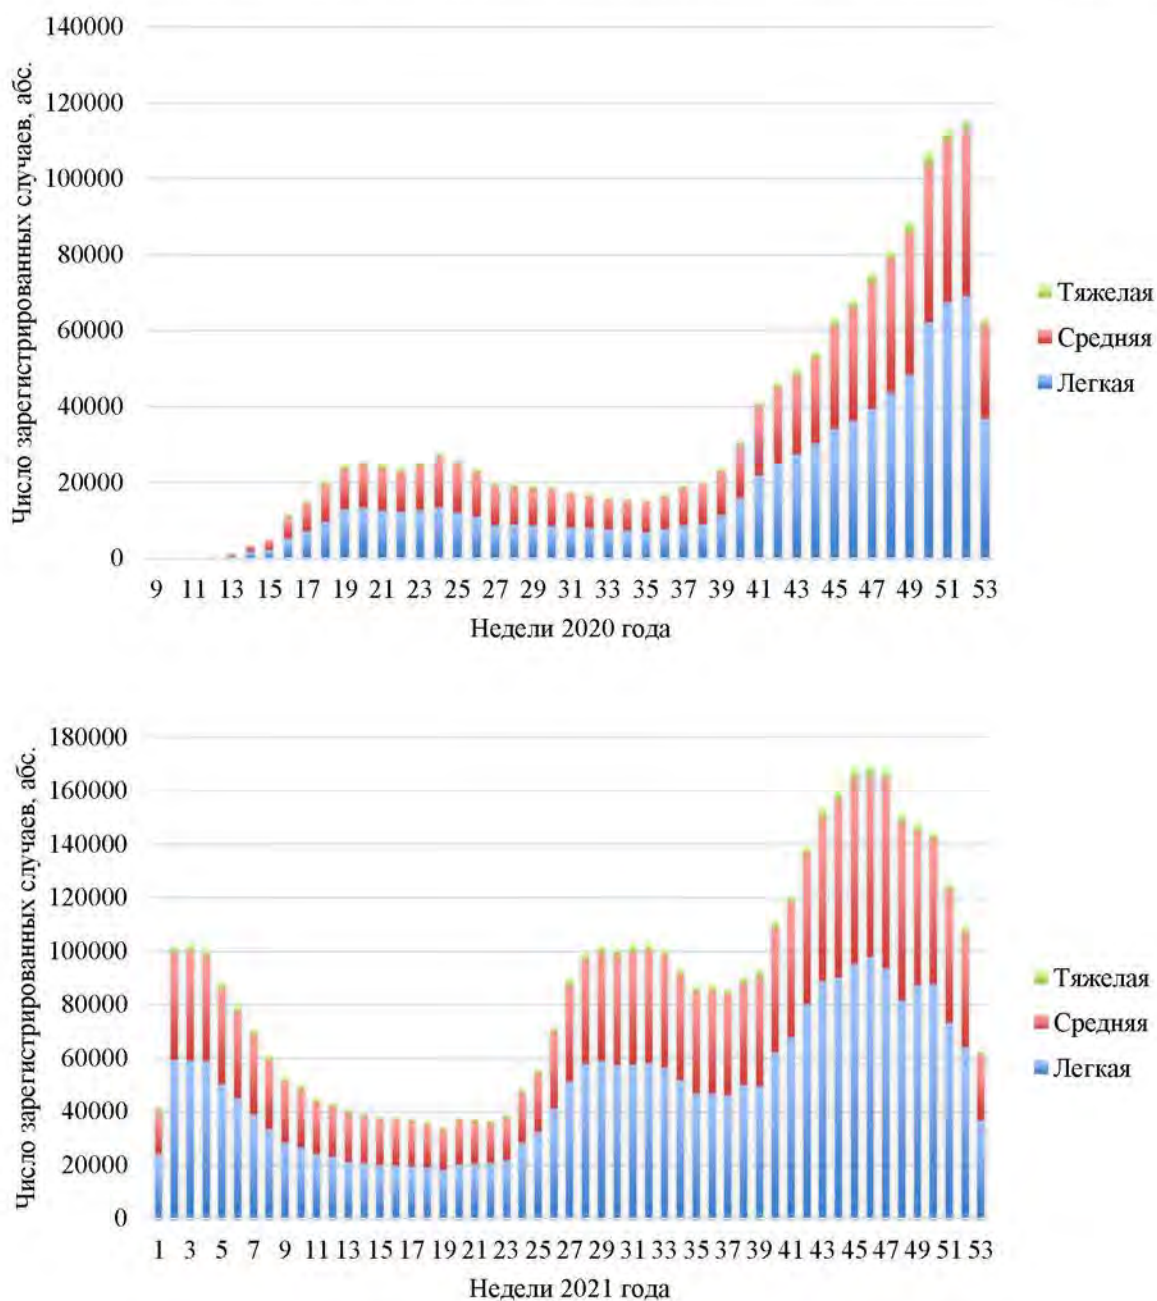 Число зарегистрированных случаев, абс.
140000
120000
100000
80000
60000
40000
20000
0
9 11 13 15 17 19 21 23 25 27 29 31 33 35 37 39 41 43 45 47 49 51 53
Недели 2020 года
Тяжелая
Средняя
Легкая
Число зарегистрированных случаев, абс.
180000
160000
140000
120000
100000
80000
60000
40000
20000
0
1 3 5 7 9 11 13 15 17 19 21 23 25 27 29 31 33 35 37 39 41 43 45 47 49 51 53
Недели 2021 года
Тяжелая
Средняя
Легкая